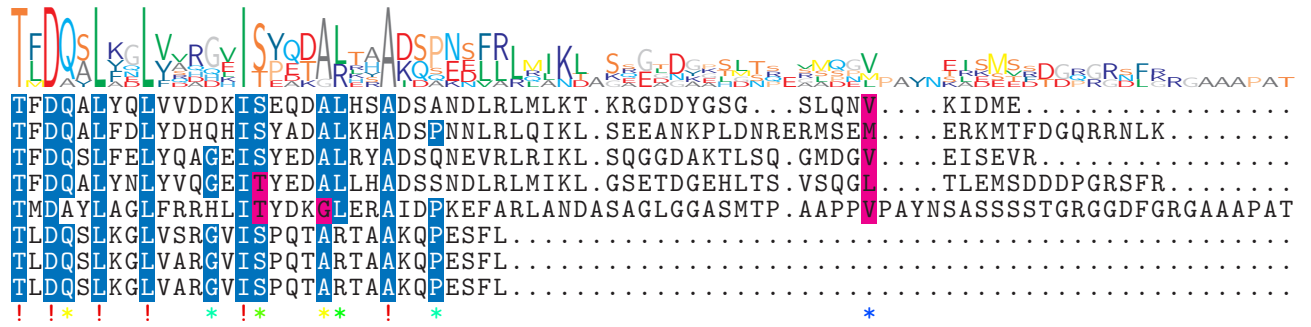 TFDQALYQLVVDDKISEQDALHSADSANDLRLMLKT.KRGDDYGSG...SLQNV....KIDME.................
TFDQALFDLYDHQHISYADALKHADSPNNLRLQIKL.SEEANKPLDNRERMSEM....ERKMTFDGQRRNLK........
TFDQSLFELYQAGEISYEDALRYADSQNEVRLRIKL.SQGGDAKTLSQ.GMDGV....EISEVR................
TFDQALYNLYVQGEITYEDALLHADSSNDLRLMIKL.GSETDGEHLTS.VSQGL....TLEMSDDDPGRSFR........
TMDAYLAGLFRRHLITYDKGLERAIDPKEFARLANDASAGLGGASMTP.AAPPVPAYNSASSSSTGRGGDFGRGAAAPAT
TLDQSLKGLVSRGVISPQTARTAAKQPESFL.................................................
TLDQSLKGLVARGVISPQTARTAAKQPESFL.................................................
TLDQSLKGLVARGVISPQTARTAAKQPESFL.................................................
! !* ! ! * !* ** ! * *